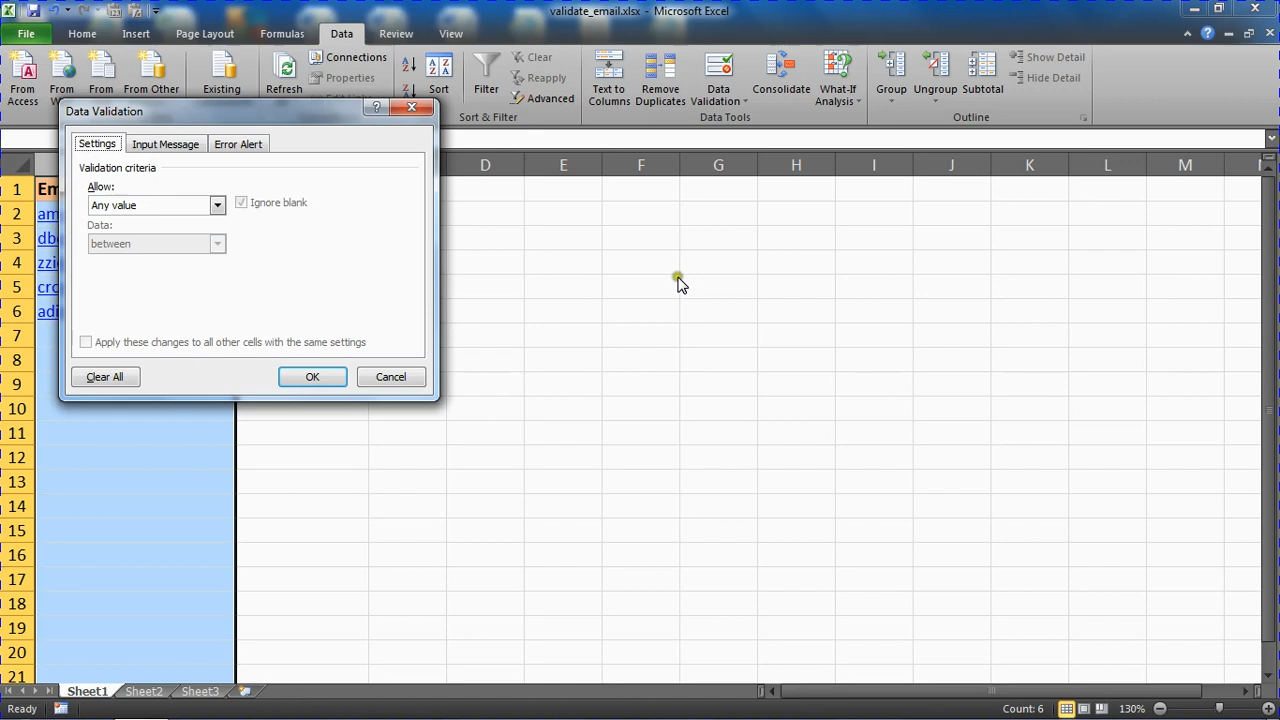 validate_email.xlsx - Microsoft Excel
File Home Insert Page Layout Formulas Data Review View
From Access
From W
From
From Other
Existing
Refresh
Connections
Properties
Sort
Filter
Clear
Reapply
Advanced
Text to Columns
Remove Duplicates
Data Validation
Consolidate
What-If Analysis
Group
Ungroup
Subtotal
Show Detail
Hide Detail
Sort & Filter
Data Tools
Outline
Data Validation
Settings Input Message Error Alert
Validation criteria
Allow:
Any value
Ignore blank
Data:
between
Apply these changes to all other cells with the same settings
Clear All OK Cancel
D E F G H I J K L M
1 Em
2 am
3 db
4 zzi
5 cro
6 adi
7
8
9
10
11
12
13
14
15
16
17
18
19
20
21
Sheet1 Sheet2 Sheet3
Ready
Count: 6
130%